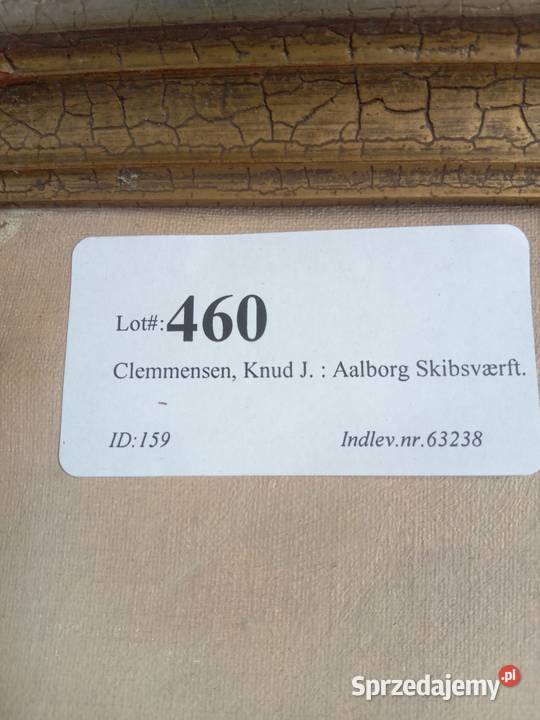 Lot#:460
Clemmensen, Knud J. : Aalborg Skibsværft.
ID:159 Indlev.nr.63238
Sprzedajemy.pl